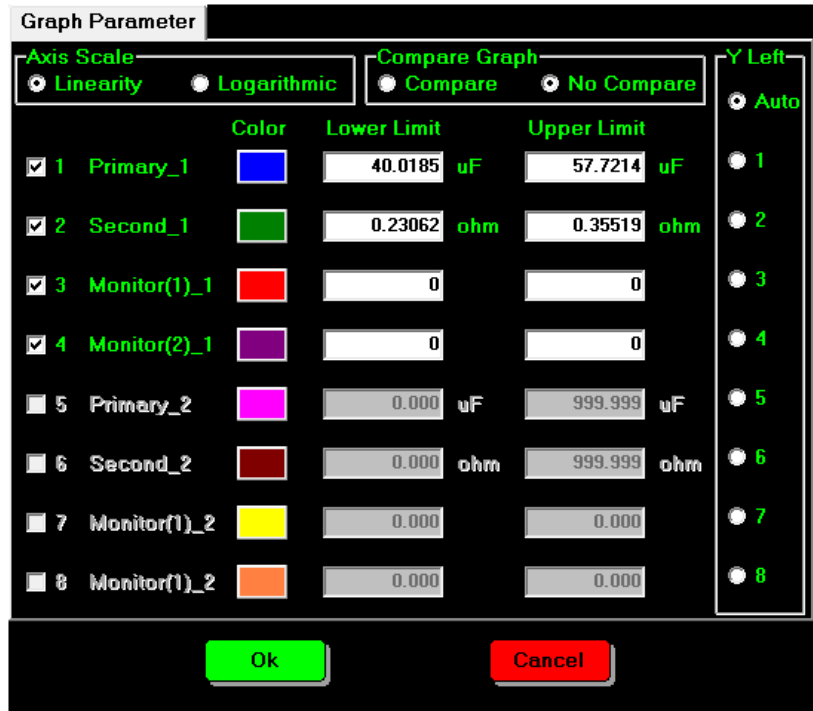 Graph Parameter
Axis Scale Compare Graph Y Left
Linearity Logarithmic Compare No Compare Auto
Color Lower Limit Upper Limit
1 Primary_1 40.0185 uF 57.7214 uF 1
2 Second_1 0.23062 ohm 0.35519 ohm 2
3 Monitor(1)_1 0 0 3
4 Monitor(2)_1 0 0 4
5 Primary_2 0.000 uF 999.999 uF 5
6 Second_2 0.000 ohm 999.999 ohm 6
7 Monitor(1)_2 0.000 0.000 7
8 Monitor(1)_2 0.000 0.000 8
Ok Cancel